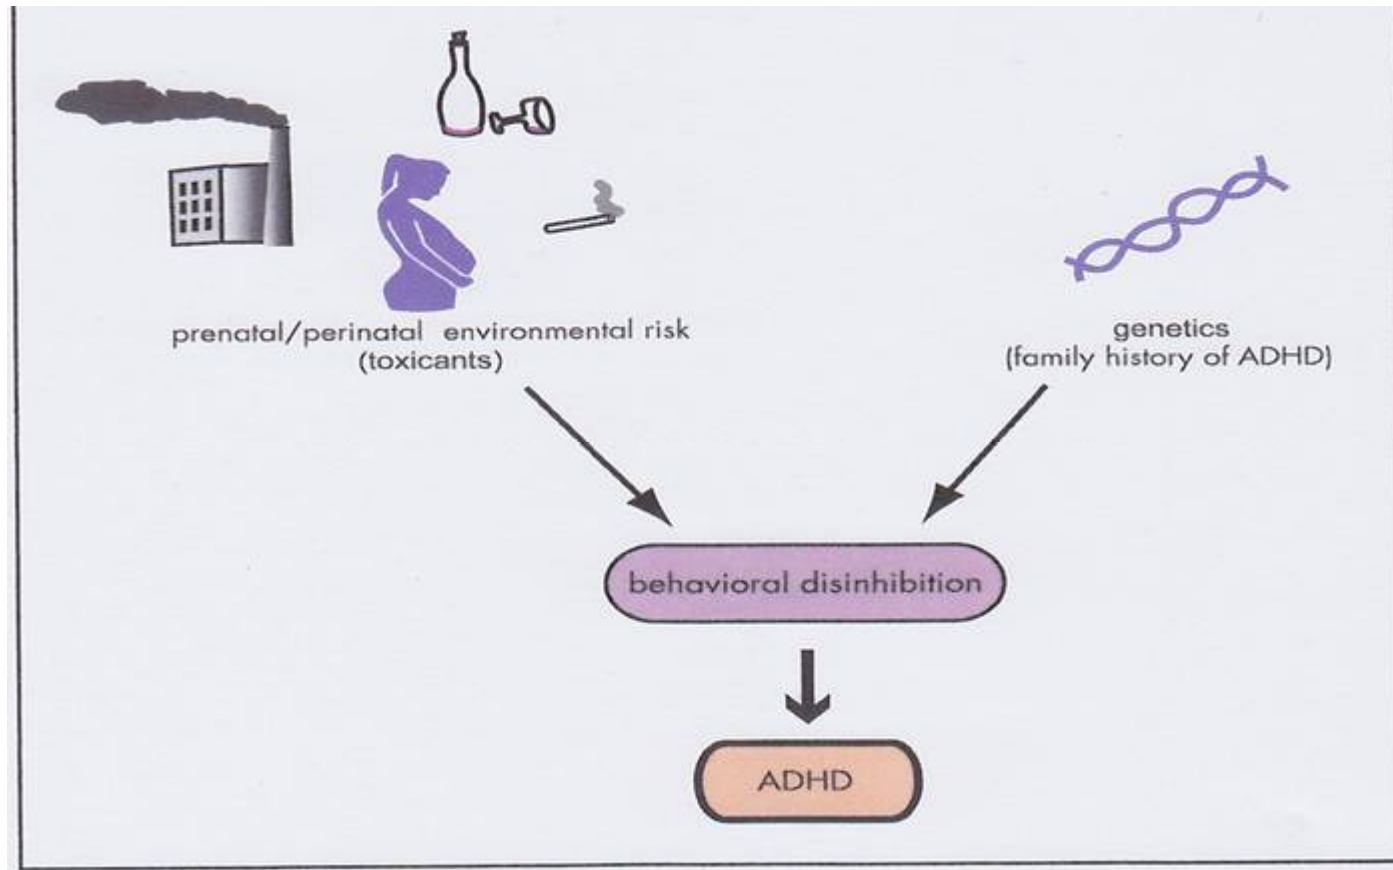 prenatal/perinatal environmental risk
(toxicants)
genetics
(family history of ADHD)
behavioral disinhibition
ADHD